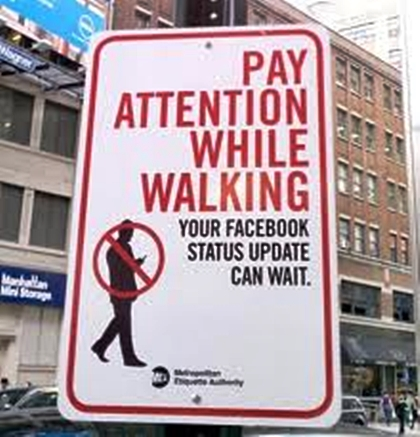 PAY
ATTENTION
WHILE
WALKING
YOUR FACEBOOK
STATUS UPDATE
CAN WAIT.
Metropolitan
Etiquette Authority
Manhattan
Mini Storage